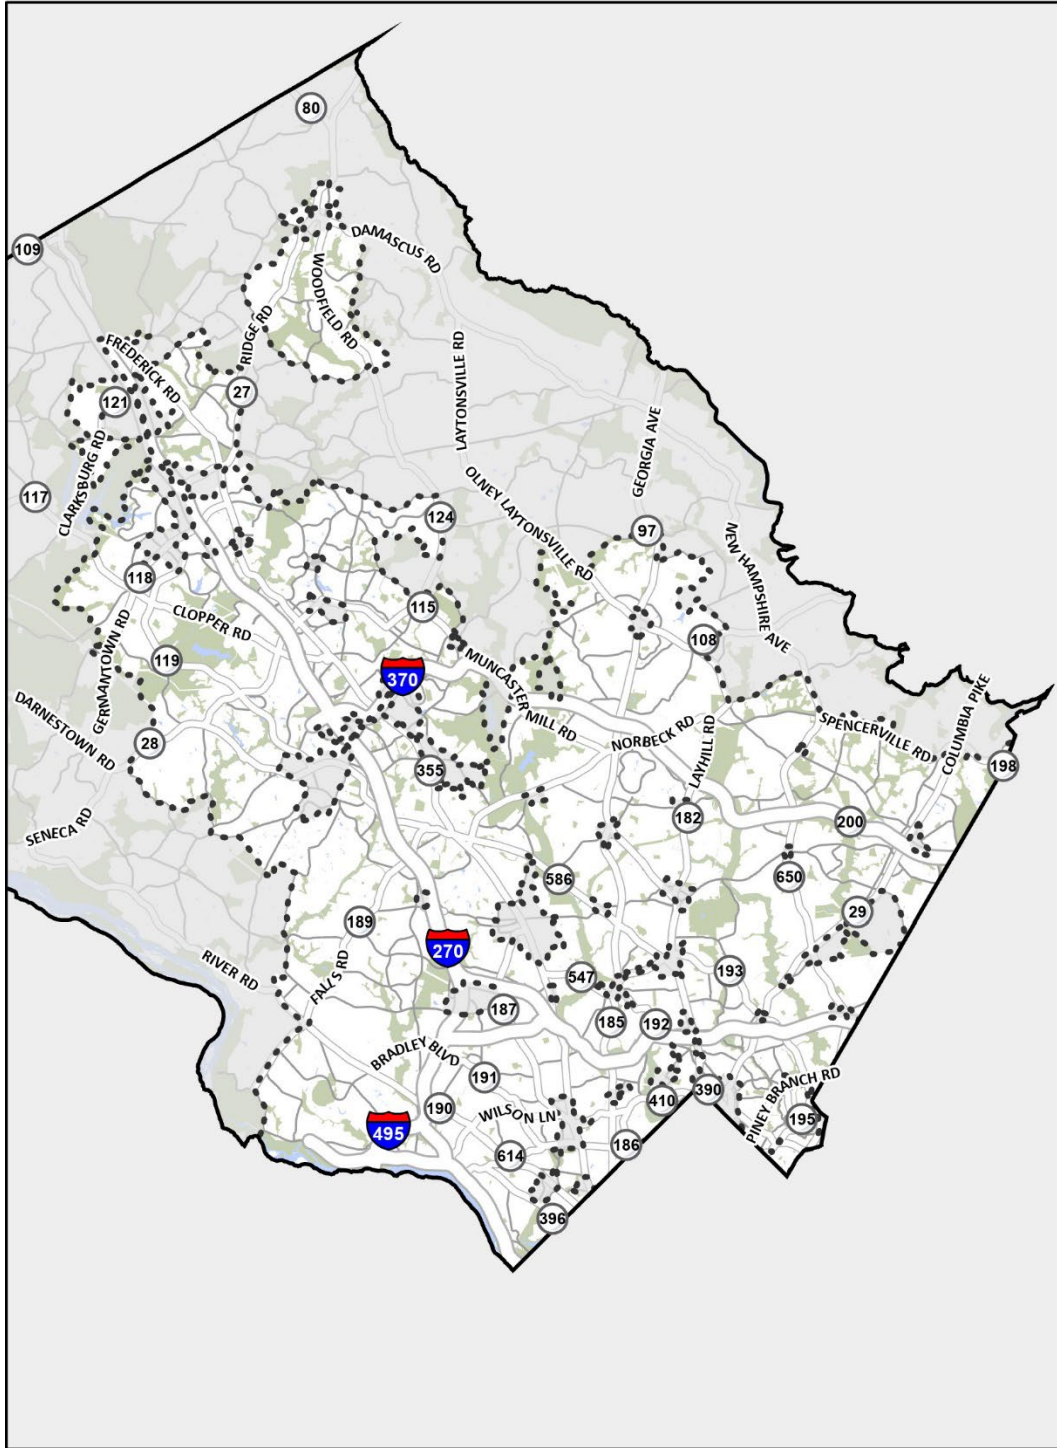 80
DAMASCUS RD
109
WOODFIELD RD
RIDGE RD
FREDERICK RD
LAYTONSVILLE RD
27
121
GEORGIA AVE
CLARKSBURG RD
117
OLNEY LAYTONSVILLE RD
124
97
NEW HAMPSHIRE AVE
118
115
CLOPPER RD
108
GERMANTOWN RD
119
370
MUNCASTER MILL RD
COLUMBIA PIKE
DARNESTOWN RD
28
NORBECK RD
LAYHILL RD
SPENCERVILLE RD
355
198
SENECA RD
182
200
586
650
189
29
270
RIVER RD
FALLS RD
547
193
187
185
192
BRADLEY BLVD
191
390
PINEY BRANCH RD
190
WILSON LN
410
195
495
614
186
396